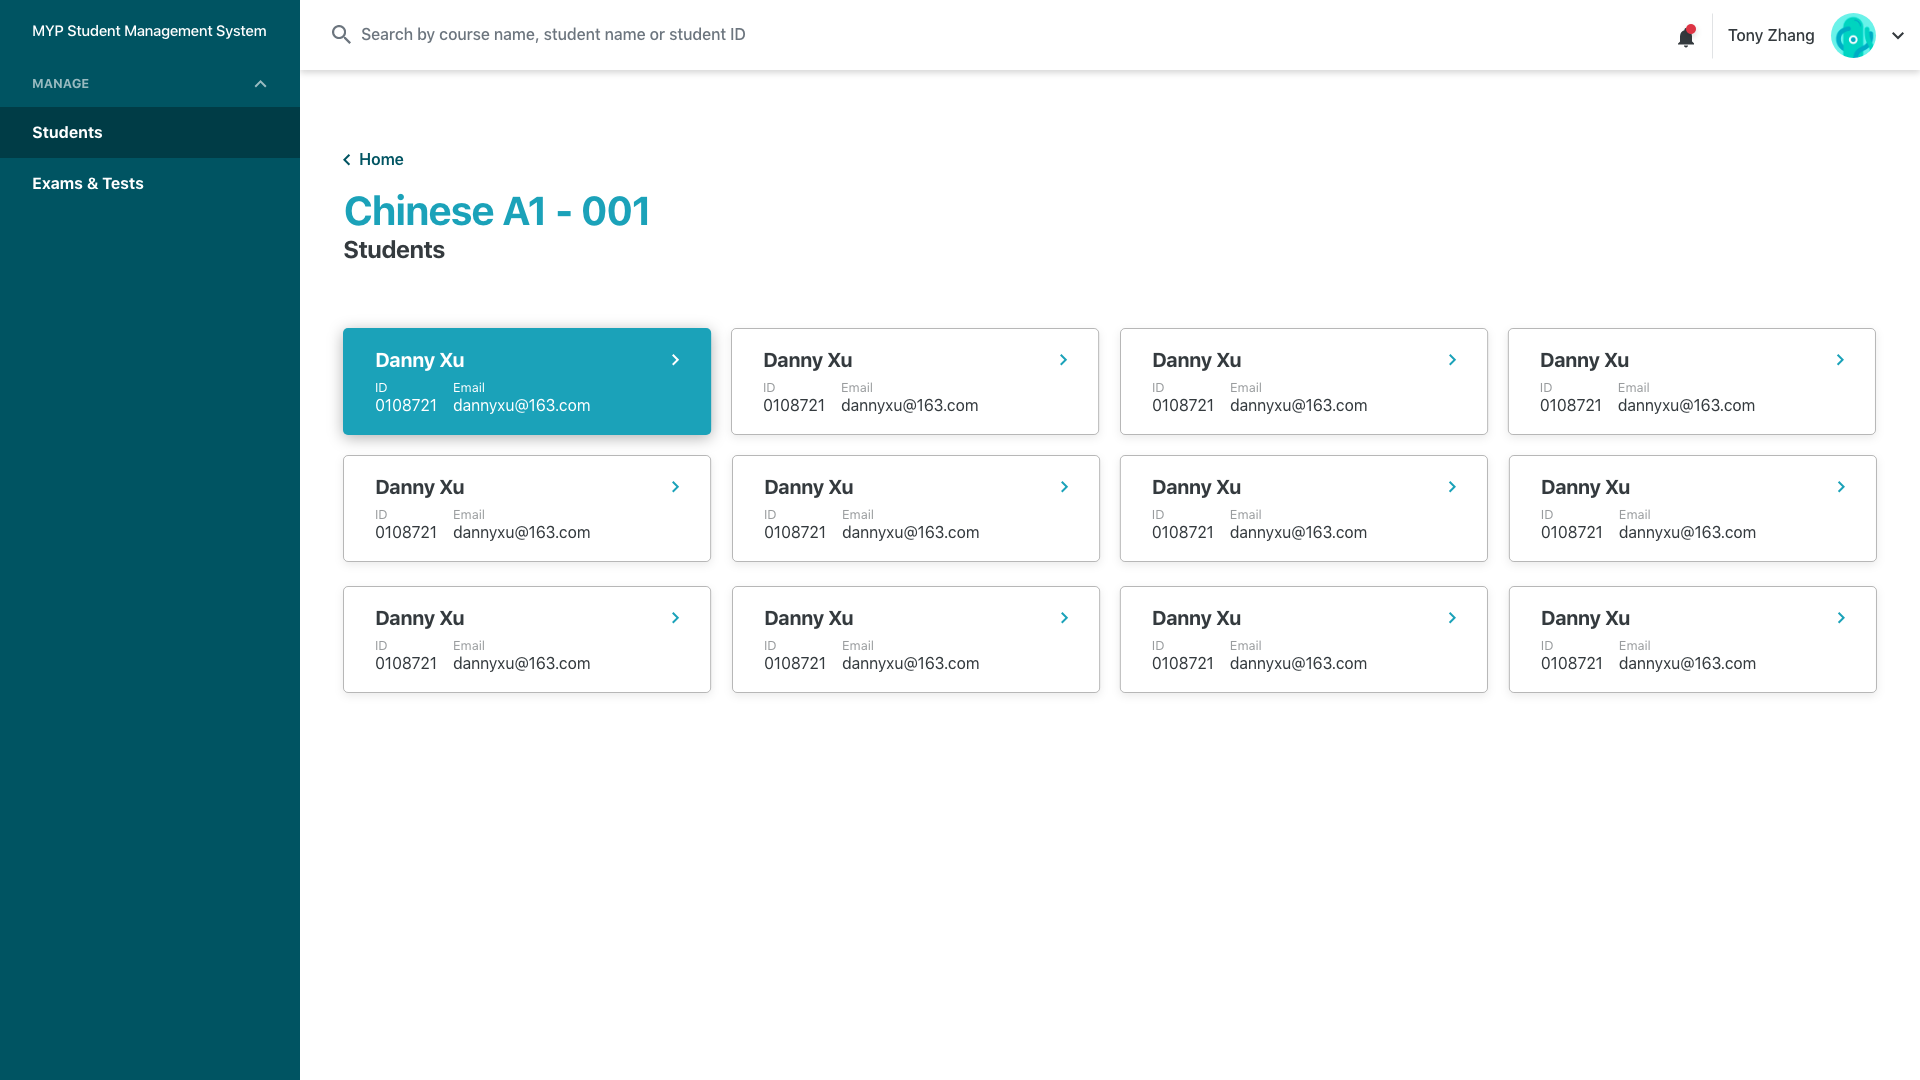 MYP Student Management System
MANAGE
Students
Exams & Tests
Search by course name, student name or student ID
Tony Zhang
Home
Chinese A1 - 001
Students
Danny Xu
ID Email
0108721 dannyxu@163.com
Danny Xu
ID Email
0108721 dannyxu@163.com
Danny Xu
ID Email
0108721 dannyxu@163.com
Danny Xu
ID Email
0108721 dannyxu@163.com
Danny Xu
ID Email
0108721 dannyxu@163.com
Danny Xu
ID Email
0108721 dannyxu@163.com
Danny Xu
ID Email
0108721 dannyxu@163.com
Danny Xu
ID Email
0108721 dannyxu@163.com
Danny Xu
ID Email
0108721 dannyxu@163.com
Danny Xu
ID Email
0108721 dannyxu@163.com
Danny Xu
ID Email
0108721 dannyxu@163.com
Danny Xu
ID Email
0108721 dannyxu@163.com